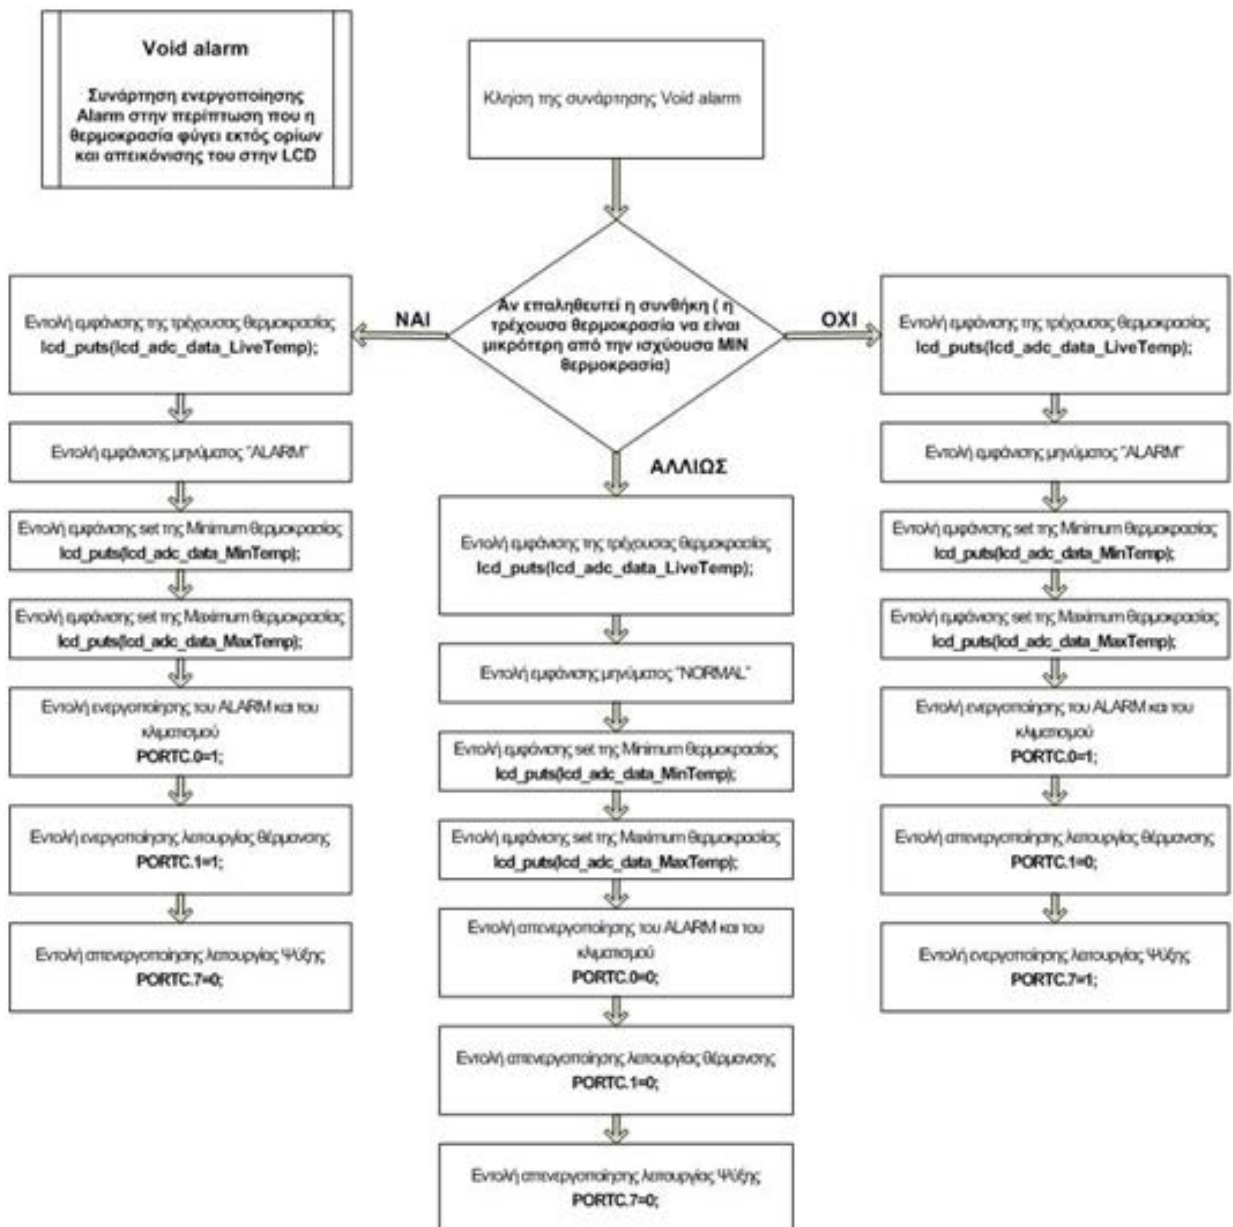 Void alarm
Συνάρτηση ενεργοποίησης
Alarm στην περίπτωση που η
θερμοκρασία φύγει εκτός ορίων
και απεικόνισης του στην LCD
Κλήση της συνάρτησης Void alarm
Αν επαληθευτεί η συνθήκη ( η
τρέχουσα θερμοκρασία να είναι
μικρότερη από την ισχύουσα MIN
θερμοκρασία)
ΝΑΙ
Εντολή εμφάνισης της τρέχουσας θερμοκρασίας
lcd_puts(lcd_adc_data_LiveTemp);
Εντολή εμφάνισης μηνύματος "ALARM"
Εντολή εμφάνισης set της Minimum θερμοκρασίας
lcd_puts(lcd_adc_data_MinTemp);
Εντολή εμφάνισης set της Maximum θερμοκρασίας
lcd_puts(lcd_adc_data_MaxTemp);
Εντολή ενεργοποίησης του ALARM και του
κλιματισμού
PORTC.0=1;
Εντολή ενεργοποίησης λειτουργίας θέρμανσης
PORTC.1=1;
Εντολή απενεργοποίησης λειτουργίας Ψύξης
PORTC.7=0;
ΑΛΛΙΩΣ
Εντολή εμφάνισης της τρέχουσας θερμοκρασίας
lcd_puts(lcd_adc_data_LiveTemp);
Εντολή εμφάνισης μηνύματος "NORMAL"
Εντολή εμφάνισης set της Minimum θερμοκρασίας
lcd_puts(lcd_adc_data_MinTemp);
Εντολή εμφάνισης set της Maximum θερμοκρασίας
lcd_puts(lcd_adc_data_MaxTemp);
Εντολή απενεργοποίησης του ALARM και του
κλιματισμού
PORTC.0=0;
Εντολή απενεργοποίησης λειτουργίας θέρμανσης
PORTC.1=0;
Εντολή απενεργοποίησης λειτουργίας Ψύξης
PORTC.7=0;
ΟΧΙ
Εντολή εμφάνισης της τρέχουσας θερμοκρασίας
lcd_puts(lcd_adc_data_LiveTemp);
Εντολή εμφάνισης μηνύματος "ALARM"
Εντολή εμφάνισης set της Minimum θερμοκρασίας
lcd_puts(lcd_adc_data_MinTemp);
Εντολή εμφάνισης set της Maximum θερμοκρασίας
lcd_puts(lcd_adc_data_MaxTemp);
Εντολή ενεργοποίησης του ALARM και του
κλιματισμού
PORTC.0=1;
Εντολή απενεργοποίησης λειτουργίας θέρμανσης
PORTC.1=0;
Εντολή ενεργοποίησης λειτουργίας Ψύξης
PORTC.7=1;